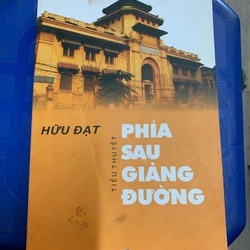 HỮU ĐẠT
TIỂU THUYẾT
PHÍA
SAU
GIẢNG
ĐƯỜNG